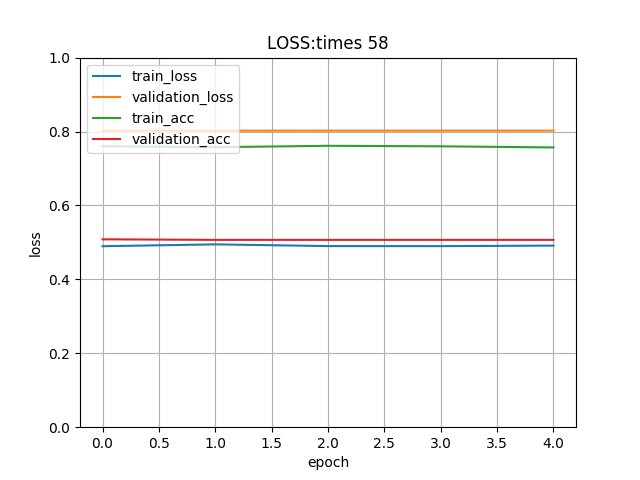 LOSS:times 58
train_loss
validation_loss
train_acc
validation_acc
1.0
0.8
0.6
0.4
0.2
0.0
loss
0.0 0.5 1.0 1.5 2.0 2.5 3.0 3.5 4.0
epoch